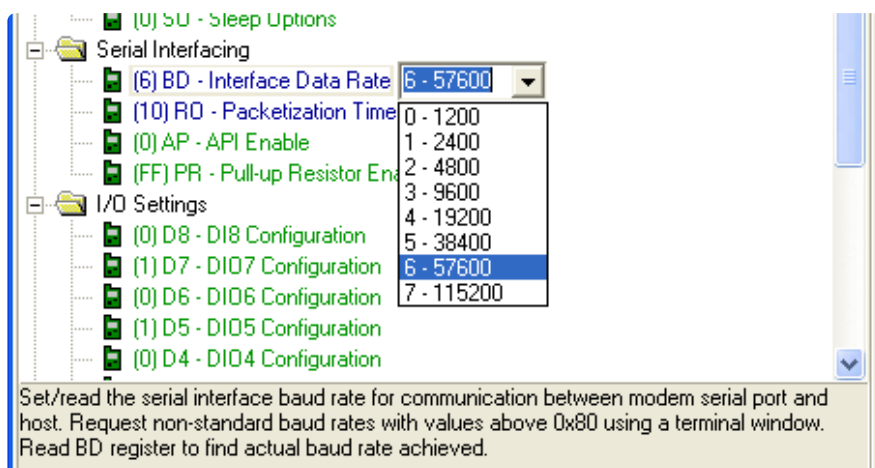 (0) SO - Sleep Options
Serial Interfacing
(6) BD - Interface Data Rate 6 - 57600
(10) RO - Packetization Time
0 - 1200
(0) AP - API Enable
1 - 2400
(FF) PR - Pull-up Resistor Ena
2 - 4800
3 - 9600
I/O Settings
4 - 19200
(0) D8 - DI8 Configuration
5 - 38400
(1) D7 - DIO7 Configuration
6 - 57600
(0) D6 - DIO6 Configuration
7 - 115200
(1) D5 - DIO5 Configuration
(0) D4 - DIO4 Configuration
Set/read the serial interface baud rate for communication between modem serial port and
host. Request non-standard baud rates with values above 0x80 using a terminal window.
Read BD register to find actual baud rate achieved.